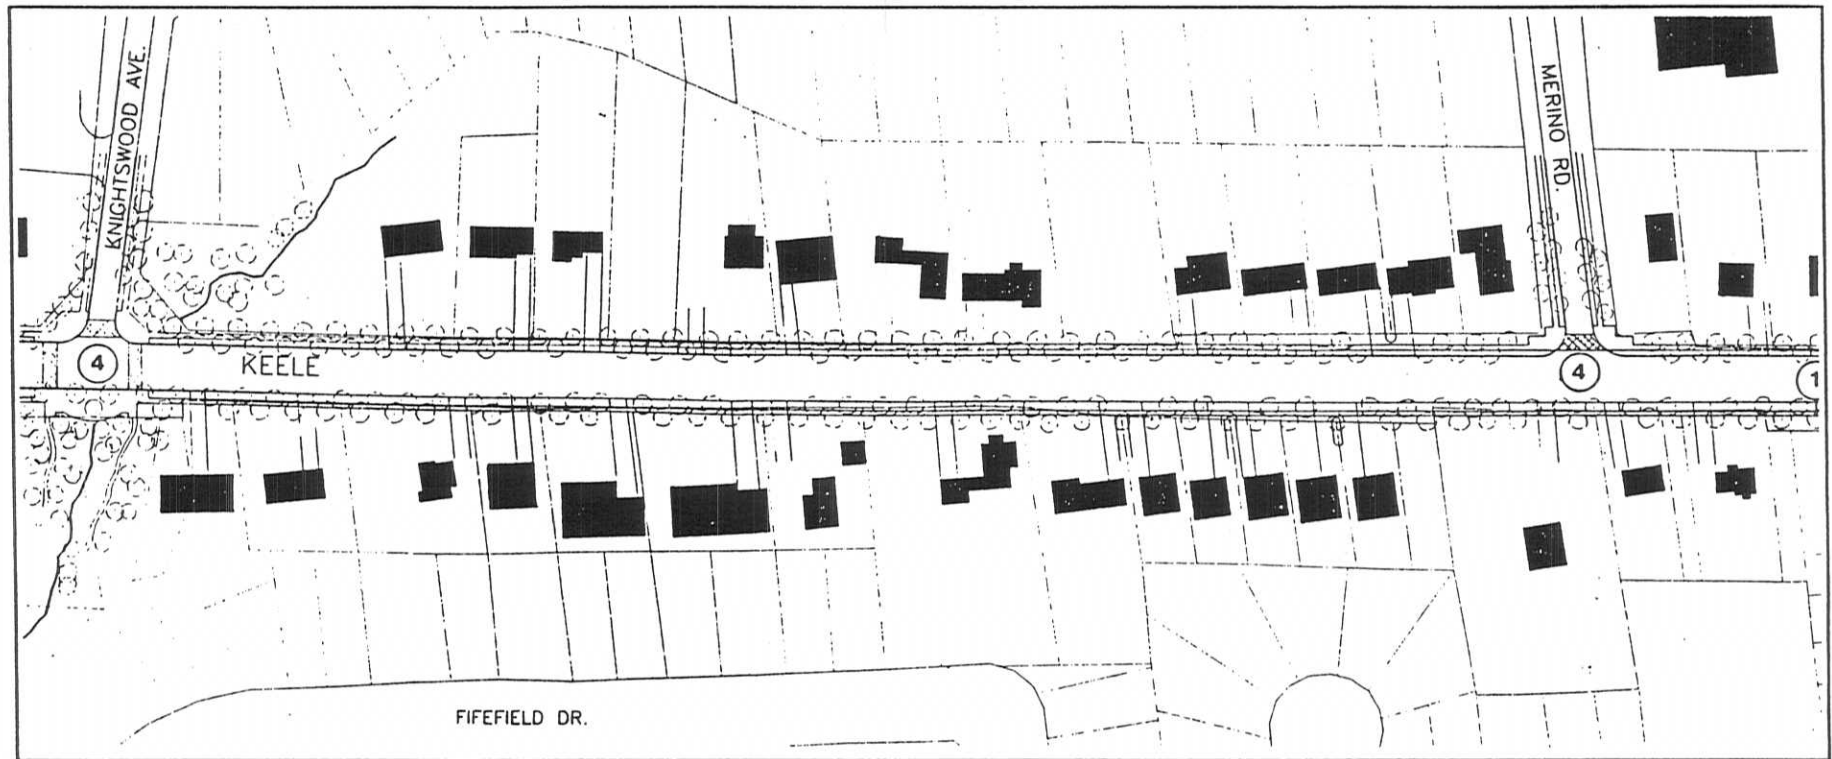 KNIGHTSWOOD AVE.
MERINO RD.
4
KEELE
4
1
FIFEFIELD DR.